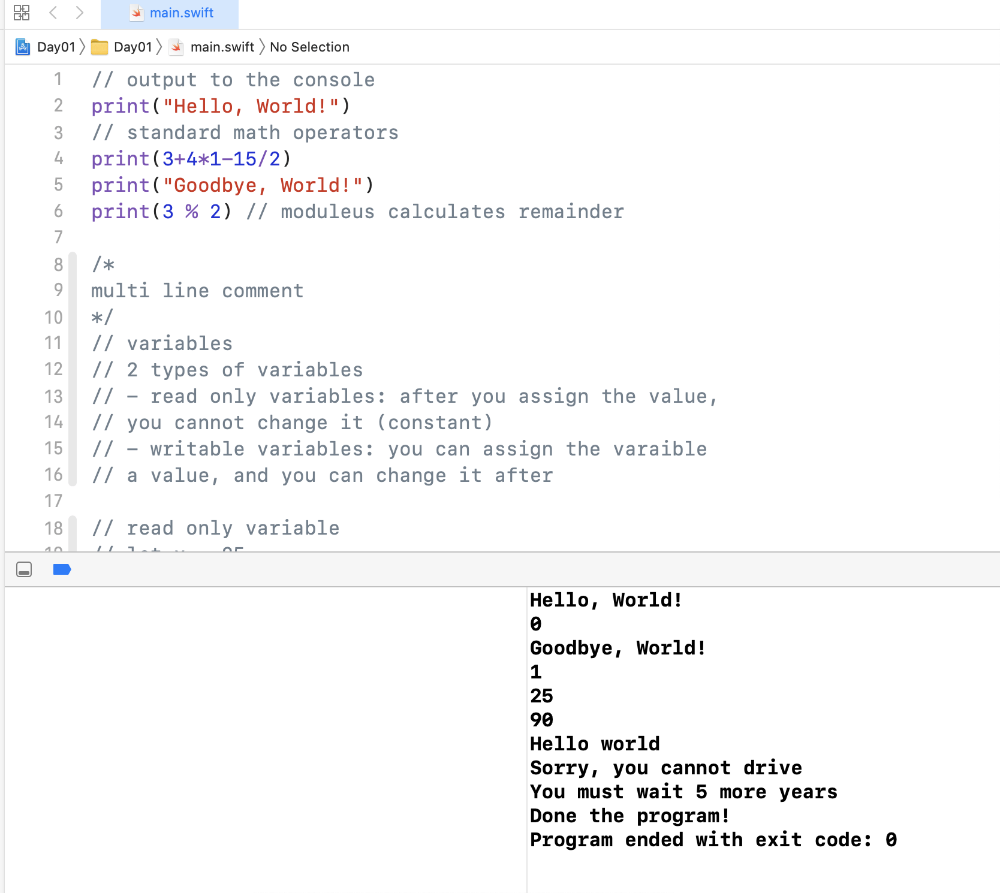 main.swift
Day01 〉 Day01 〉 main.swift 〉 No Selection
1 // output to the console
2 print("Hello, World!")
3 // standard math operators
4 print(3+4*1-15/2)
5 print("Goodbye, World!")
6 print(3 % 2) // moduleus calculates remainder
7
8 /*
9 multi line comment
10 */
11 // variables
12 // 2 types of variables
13 // - read only variables: after you assign the value,
14 // you cannot change it (constant)
15 // - writable variables: you can assign the varaible
16 // a value, and you can change it after
17
18 // read only variable
Hello, World!
0
Goodbye, World!
1
25
90
Hello world
Sorry, you cannot drive
You must wait 5 more years
Done the program!
Program ended with exit code: 0